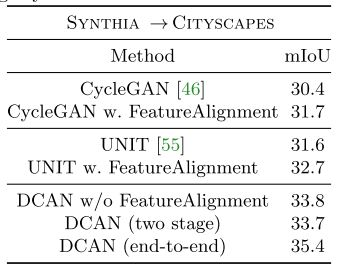 SYNTHIA → CITYSCAPES
Method mIoU
CycleGAN [46] 30.4
CycleGAN w. FeatureAlignment 31.7
UNIT [55] 31.6
UNIT w. FeatureAlignment 32.7
DCAN w/o FeatureAlignment 33.8
DCAN (two stage) 33.7
DCAN (end-to-end) 35.4